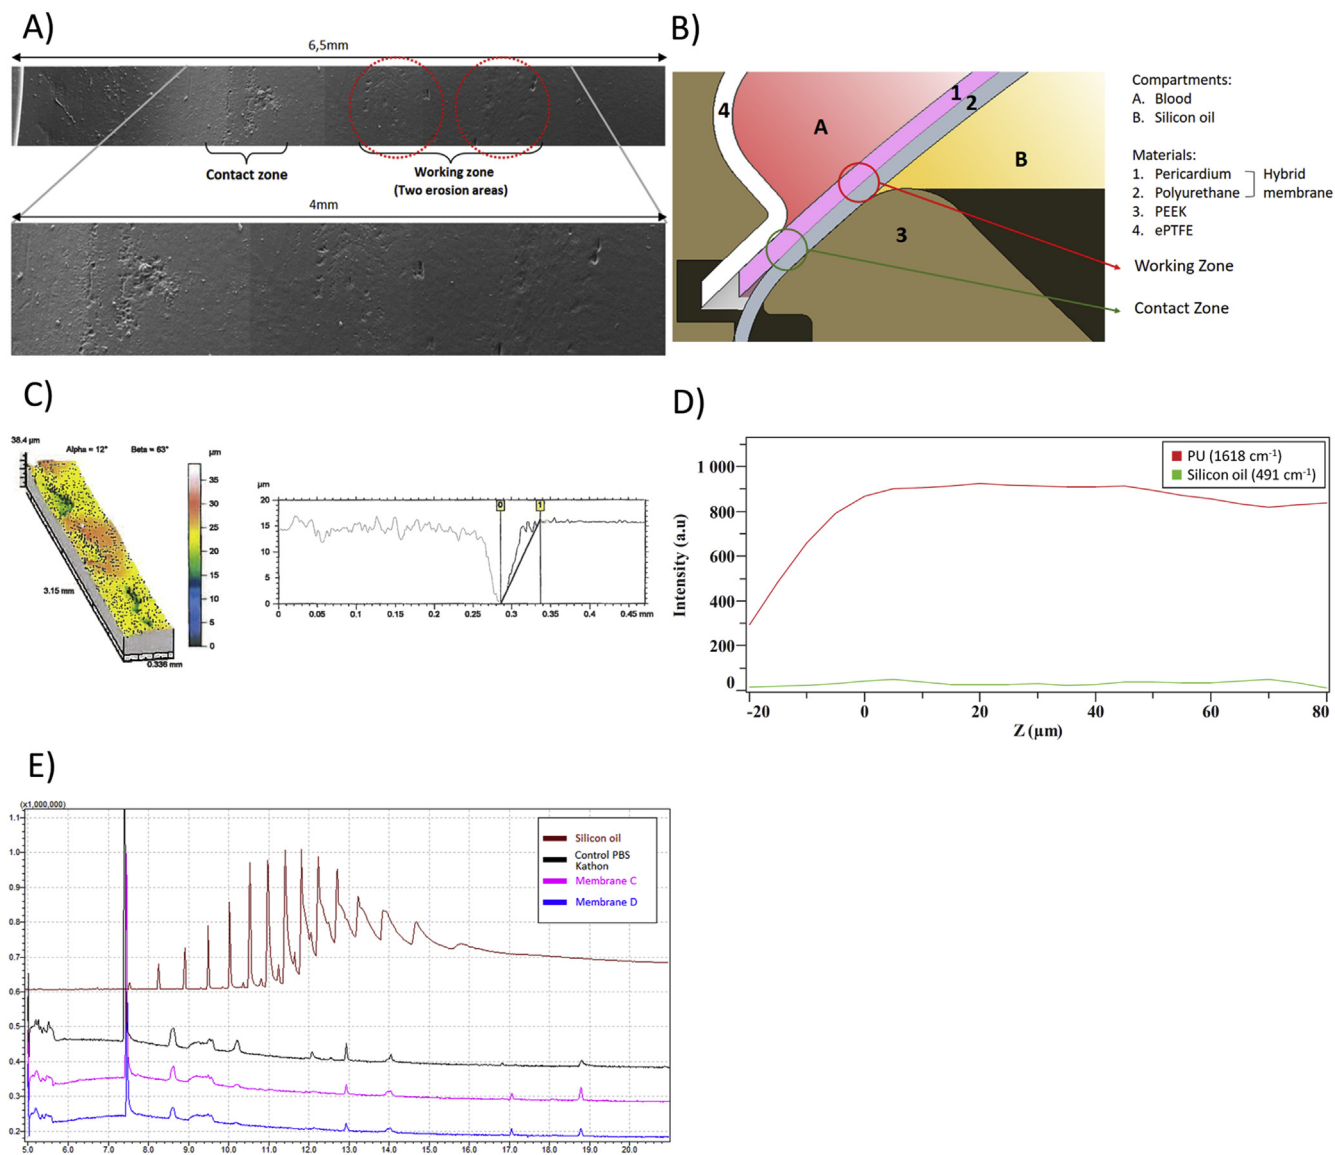 A)
6,5mm
Contact zone
Working zone
(Two erosion areas)
4mm
B)
1
2
4
A
B
3
Compartments:
A. Blood
B. Silicon oil
Materials:
1. Pericardium
2. Polyurethane
Hybrid
membrane
3. PEEK
4. ePTFE
Working Zone
Contact Zone
C)
38.4 µm
Alpha = 12° Beta = 63°
µm
35
30
25
20
15
10
5
0
3.15 mm
0.336 mm
µm
20
15
10
5
0
0 1
0 0.05 0.1 0.15 0.2 0.25 0.3 0.35 0.4 0.45 mm
D)
PU (1618 cm-1)
Silicon oil (491 cm-1)
1 000
800
600
400
200
0
Intensity (a.u)
-20 0 20 40 60 80
Z (µm)
E)
(x1,000,000)
1.1
1.0
0.9
0.8
0.7
0.6
0.5
0.4
0.3
0.2
Silicon oil
Control PBS
Kathon
Membrane C
Membrane D
5.0 6.0 7.0 8.0 9.0 10.0 11.0 12.0 13.0 14.0 15.0 16.0 17.0 18.0 19.0 20.0